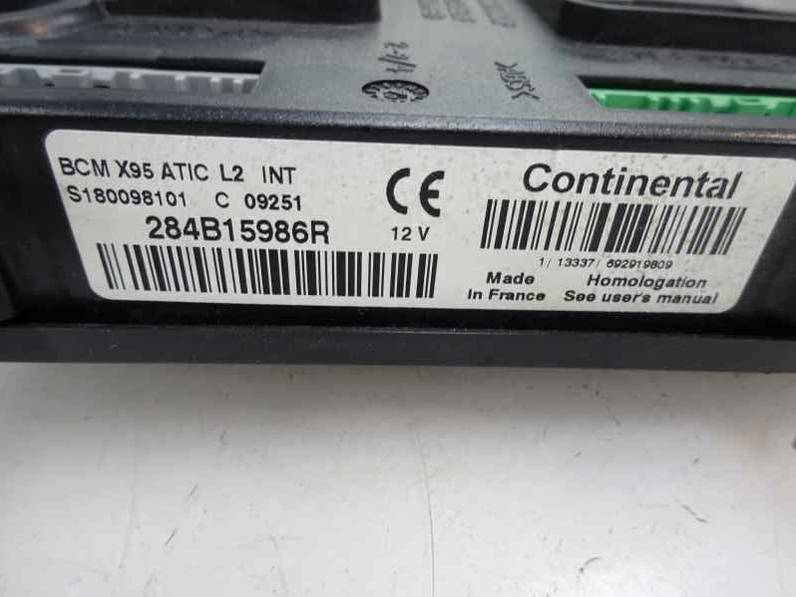 BCM X95 ATIC L2 INT
S180098101 C 09251
284B15986R
CE
12 V
Continental
1/ 13337/ 692919809
Made
In France
Homologation
See user's manual